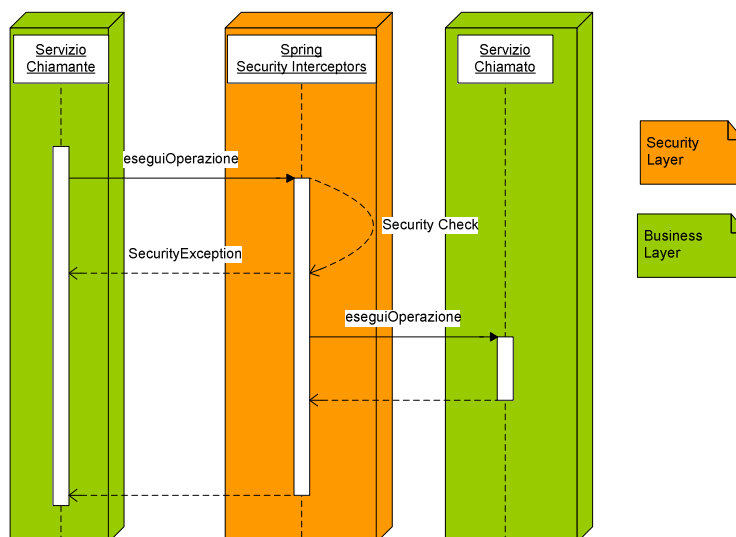 Servizio
Chiamante
Spring
Security Interceptors
Servizio
Chiamato
eseguiOperazione
Security Check
SecurityException
eseguiOperazione
Security
Layer
Business
Layer